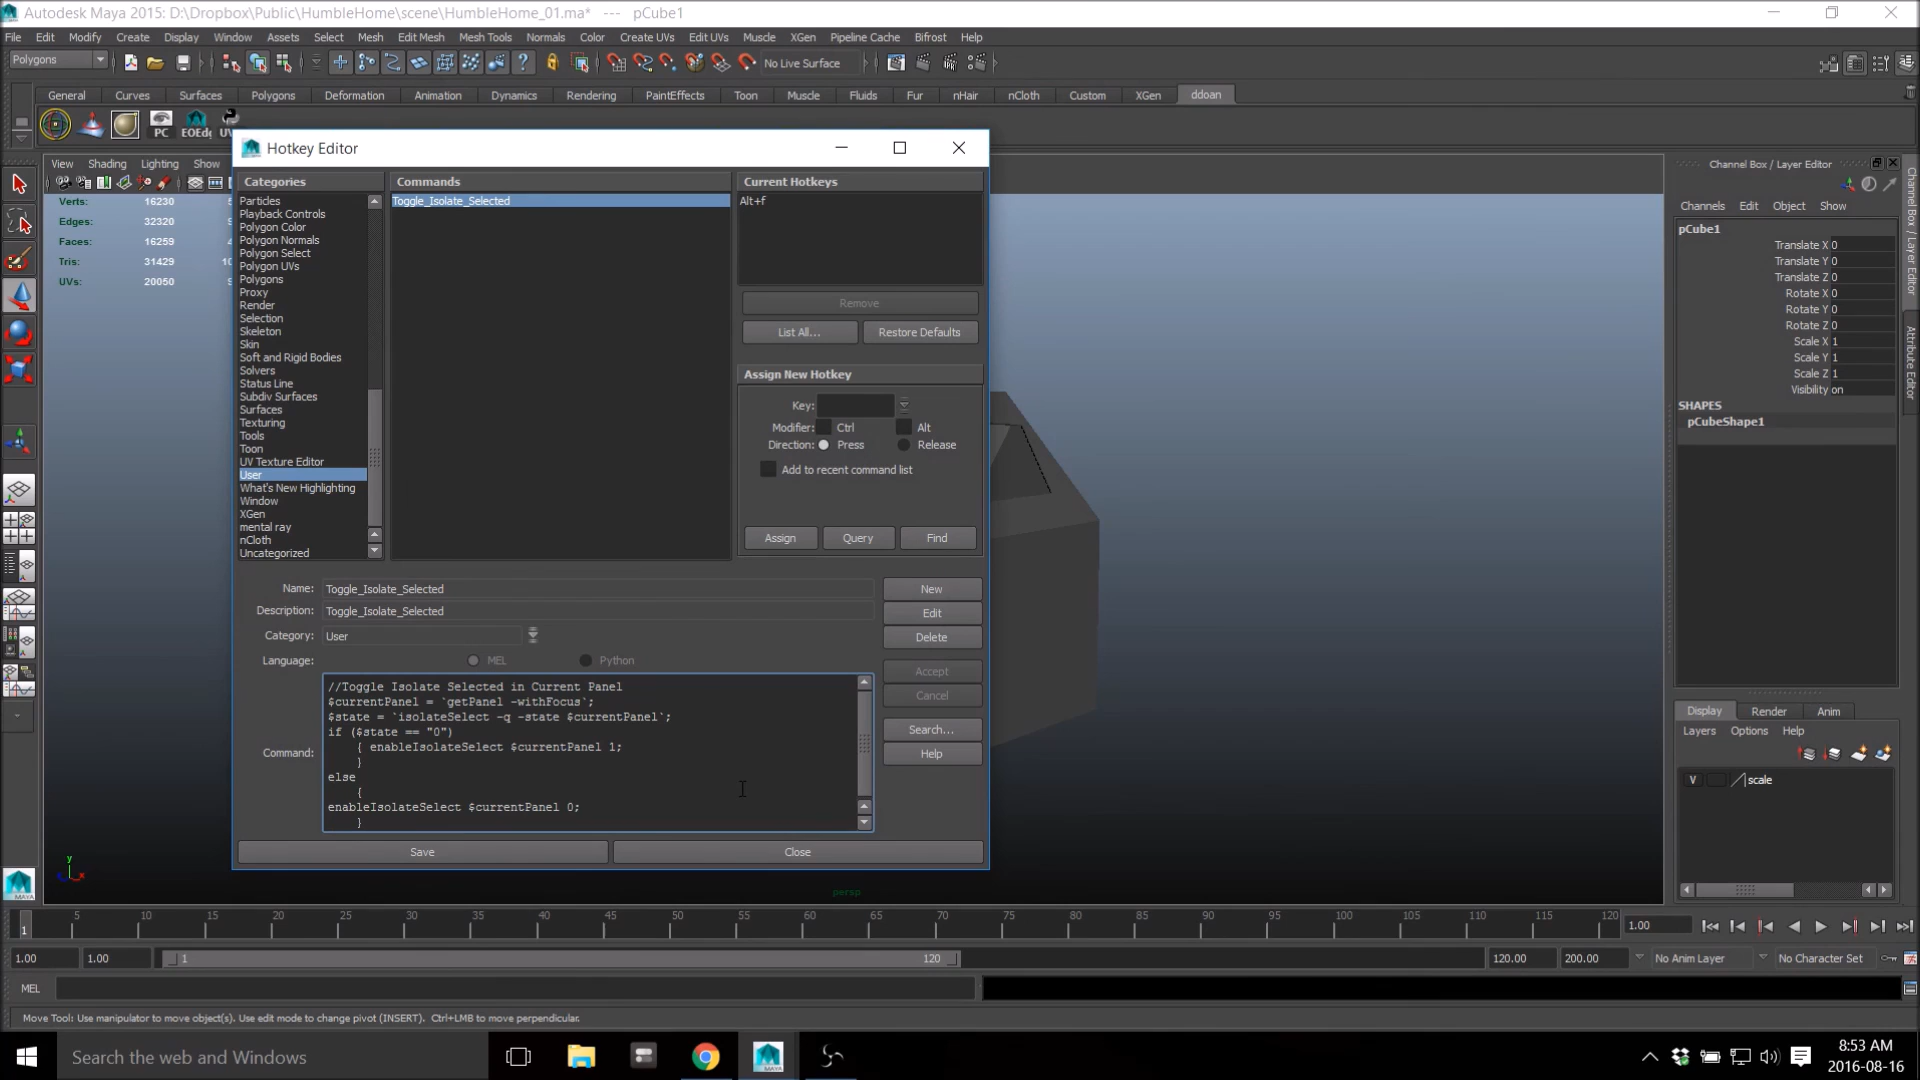 Autodesk Maya 2015: D:\Dropbox\Public\HumbleHome\scene\HumbleHome_01.ma* --- pCube1
File Edit Modify Create Display Window Assets Select Mesh Edit Mesh Mesh Tools Normals Color Create UVs Edit UVs Muscle XGen Pipeline Cache Bifrost Help
Polygons
No Live Surface
General Curves Surfaces Polygons Deformation Animation Dynamics Rendering PaintEffects Toon Muscle Fluids Fur nHair nCloth Custom XGen ddoan
PC EOEdg UV
View Shading Lighting Show
Verts: 16230
Edges: 32320
Faces: 16259
Tris: 31429
UVs: 20050
Hotkey Editor
Categories
Particles
Playback Controls
Polygon Color
Polygon Normals
Polygon Select
Polygon UVs
Polygons
Proxy
Render
Selection
Skeleton
Skin
Soft and Rigid Bodies
Solvers
Status Line
Subdiv Surfaces
Surfaces
Texturing
Tools
Toon
UV Texture Editor
User
What's New Highlighting
Window
XGen
mental ray
nCloth
Uncategorized
Commands
Toggle_Isolate_Selected
Current Hotkeys
Alt+f
Remove
List All... Restore Defaults
Assign New Hotkey
Key:
Modifier: Ctrl Alt
Direction: Press Release
Add to recent command list
Assign Query Find
Name: Toggle_Isolate_Selected
Description: Toggle_Isolate_Selected
Category: User
Language: MEL Python
Command:
//Toggle Isolate Selected in Current Panel
$currentPanel = `getPanel -withFocus`;
$state = `isolateSelect -q -state $currentPanel`;
if ($state == "0")
{ enableIsolateSelect $currentPanel 1;
}
else
{
enableIsolateSelect $currentPanel 0;
}
New
Edit
Delete
Accept
Cancel
Search...
Help
Save Close
persp
y
Channel Box / Layer Editor
Channels Edit Object Show
pCube1
Translate X 0
Translate Y 0
Translate Z 0
Rotate X 0
Rotate Y 0
Rotate Z 0
Scale X 1
Scale Y 1
Scale Z 1
Visibility on
SHAPES
pCubeShape1
Channel Box / Layer Editor
Attribute Editor
Display Render Anim
Layers Options Help
V scale
1 5 10 15 20 25 30 35 40 45 50 55 60 65 70 75 80 85 90 95 100 105 110 115 120
1.00
1.00 1.00 1 120 120.00 200.00 No Anim Layer No Character Set
MEL
MAYA
Move Tool: Use manipulator to move object(s). Use edit mode to change pivot (INSERT). Ctrl+LMB to move perpendicular.
Search the web and Windows
8:53 AM
2016-08-16